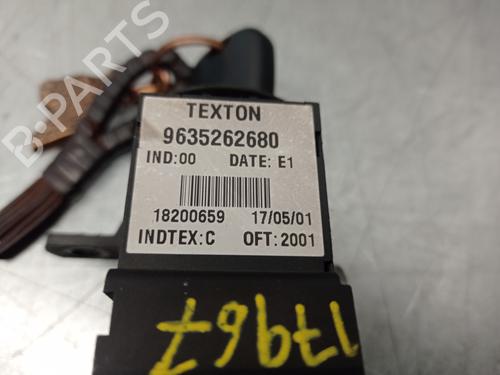 TEXTON
9635262680
IND:00 DATE: E1
18200659 17/05/01
INDTEX:C OFT:2001
17967
B-PARTS